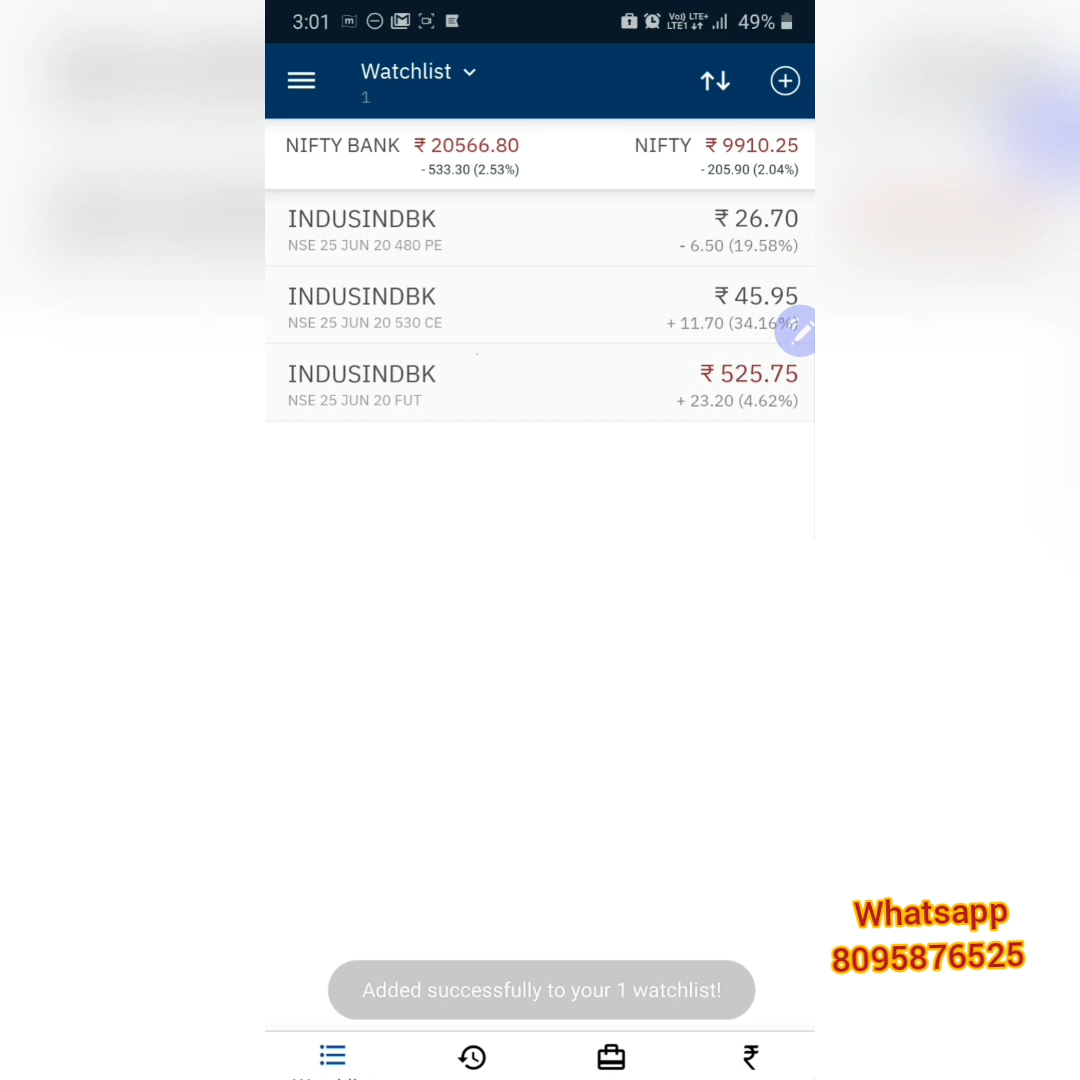 3:01 Vo) LTE+ 49%
LTE1
Watchlist
1
NIFTY BANK ₹ 20566.80 NIFTY ₹ 9910.25
- 533.30 (2.53%) - 205.90 (2.04%)
INDUSINDBK ₹ 26.70
NSE 25 JUN 20 480 PE - 6.50 (19.58%)
INDUSINDBK ₹ 45.95
NSE 25 JUN 20 530 CE + 11.70 (34.16%)
INDUSINDBK ₹ 525.75
NSE 25 JUN 20 FUT + 23.20 (4.62%)
Whatsapp
8095876525
Added successfully to your 1 watchlist!